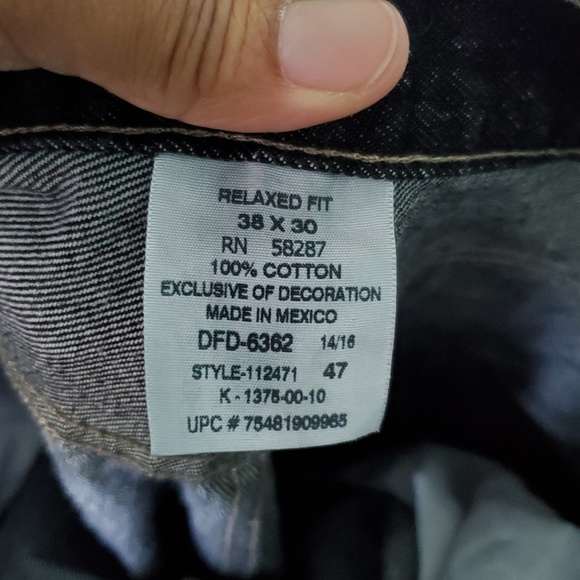 RELAXED FIT
38 X 30
RN 58287
100% COTTON
EXCLUSIVE OF DECORATION
MADE IN MEXICO
DFD-6362 14/16
STYLE-112471 47
K - 1375-00-10
UPC # 75481909965